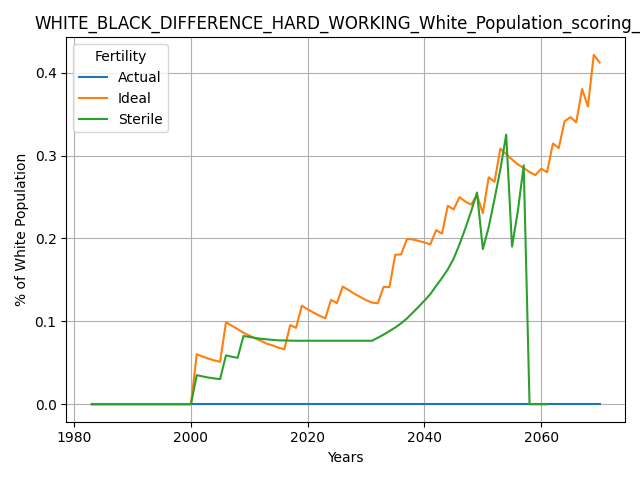 WHITE_BLACK_DIFFERENCE_HARD_WORKING_White_Population_scoring_
Fertility
Actual
Ideal
Sterile
% of White Population
0.4
0.3
0.2
0.1
0.0
1980 2000 2020 2040 2060
Years